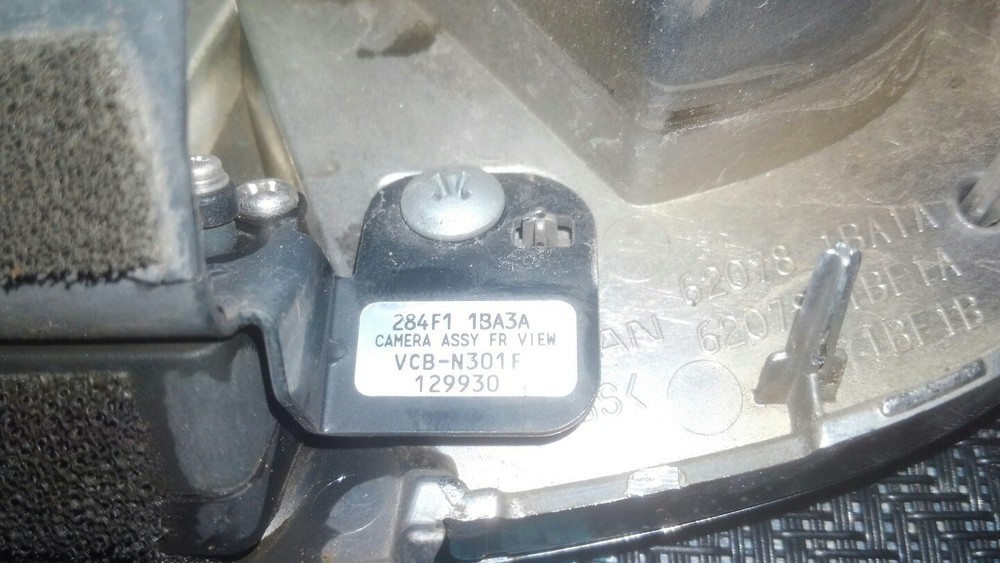 284F1 1BA3A
CAMERA ASSY FR VIEW
VCB-N301F
129930
62078 1BA1A
62078 1BF1A
1BF1B